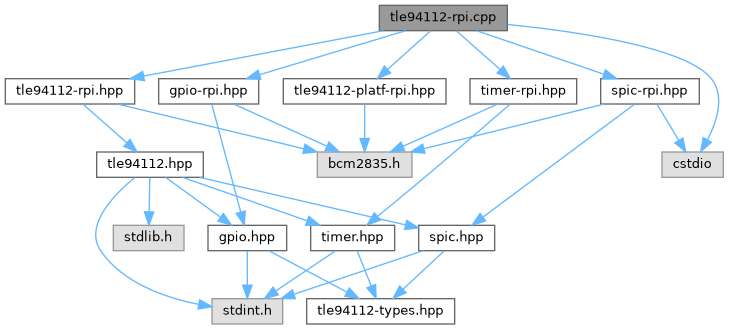 tle94112-rpi.cpp
tle94112-rpi.hpp
gpio-rpi.hpp
tle94112-platf-rpi.hpp
timer-rpi.hpp
spic-rpi.hpp
tle94112.hpp
bcm2835.h
cstdio
stdlib.h
gpio.hpp
timer.hpp
spic.hpp
stdint.h
tle94112-types.hpp